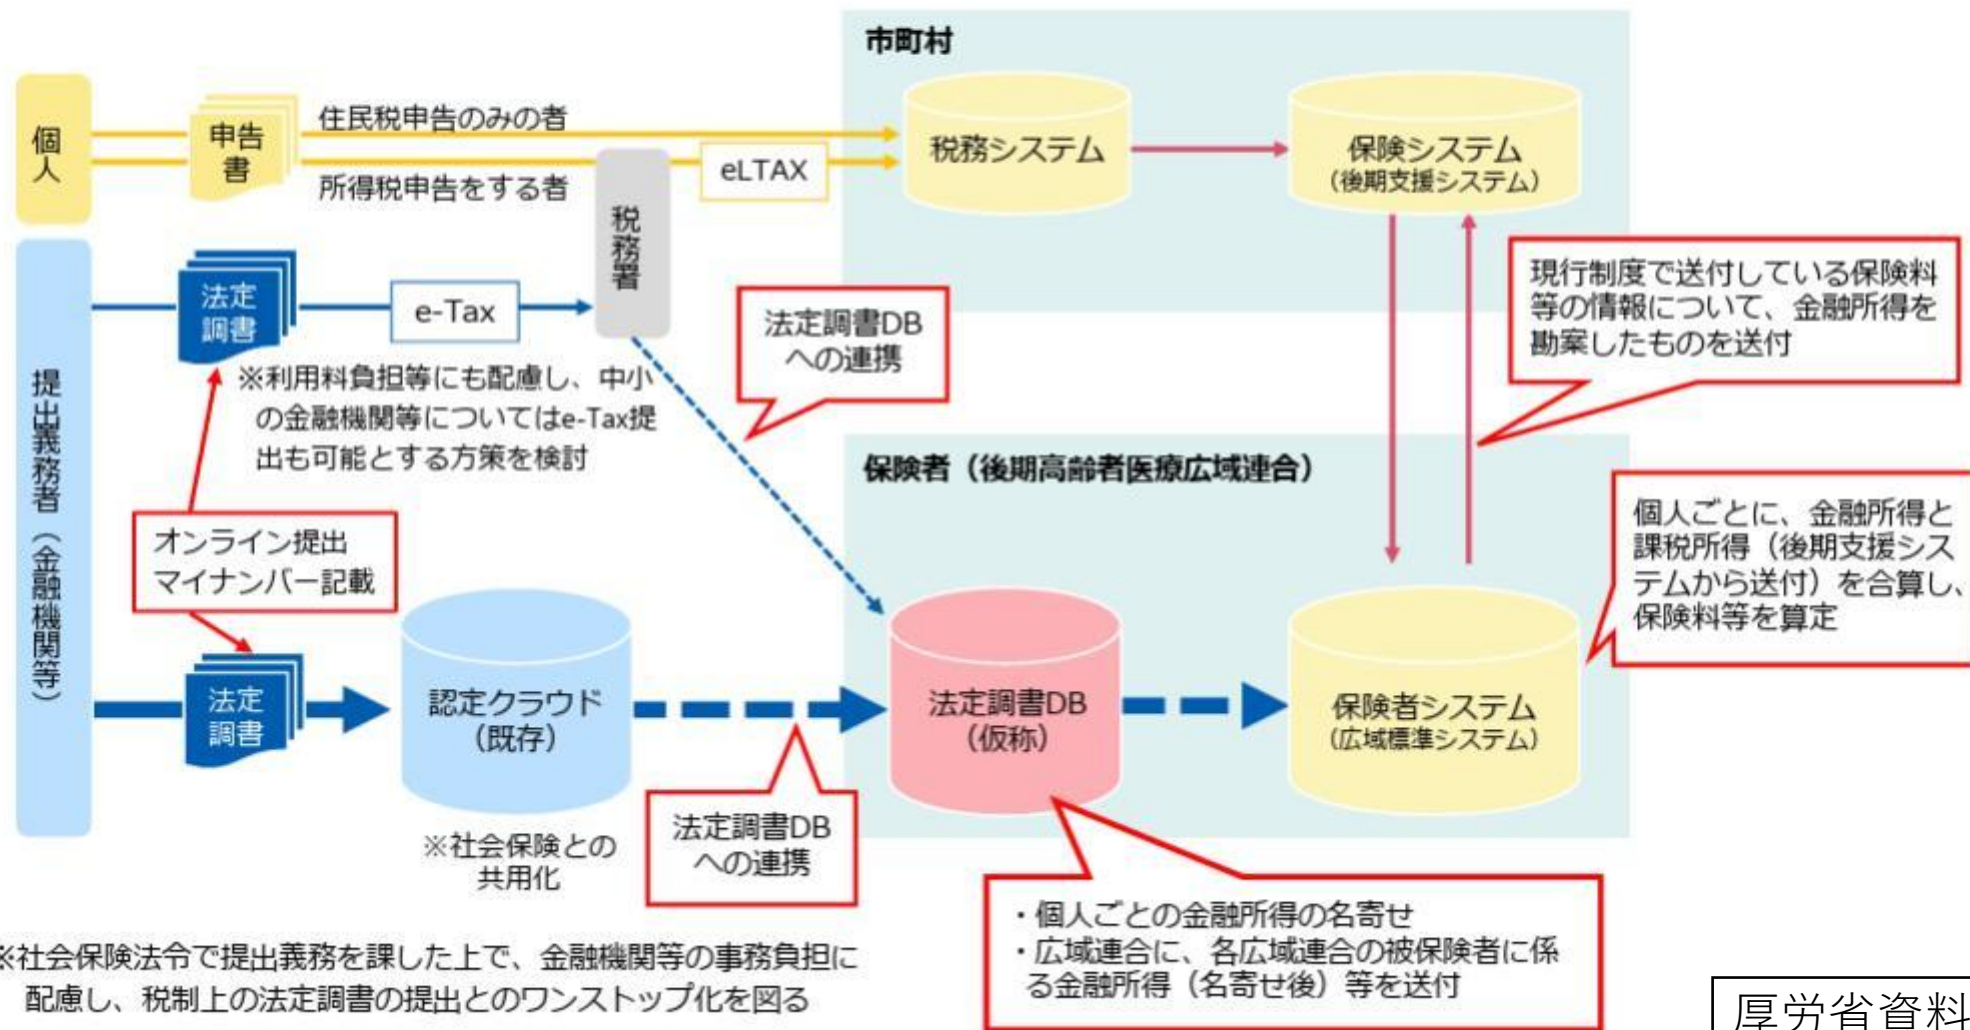 市町村
個人
申告
書
住民税申告のみの者
所得税申告をする者
税務署
eLTAX
税務システム
保険システム
（後期支援システム）
提出義務者（金融機関等）
法定
調書
e-Tax
※利用料負担等にも配慮し、中小
の金融機関等についてはe-Tax提
出も可能とする方策を検討
法定調書DB
への連携
現行制度で送付している保険料
等の情報について、金融所得を
勘案したものを送付
保険者（後期高齢者医療広域連合）
オンライン提出
マイナンバー記載
個人ごとに、金融所得と
課税所得（後期支援シス
テムから送付）を合算し、
保険料等を算定
法定
調書
認定クラウド
（既存）
法定調書DB
（仮称）
保険者システム
（広域標準システム）
※社会保険との
共用化
法定調書DB
への連携
・個人ごとの金融所得の名寄せ
・広域連合に、各広域連合の被保険者に係
る金融所得（名寄せ後）等を送付
※社会保険法令で提出義務を課した上で、金融機関等の事務負担に
配慮し、税制上の法定調書の提出とのワンストップ化を図る
厚労省資料